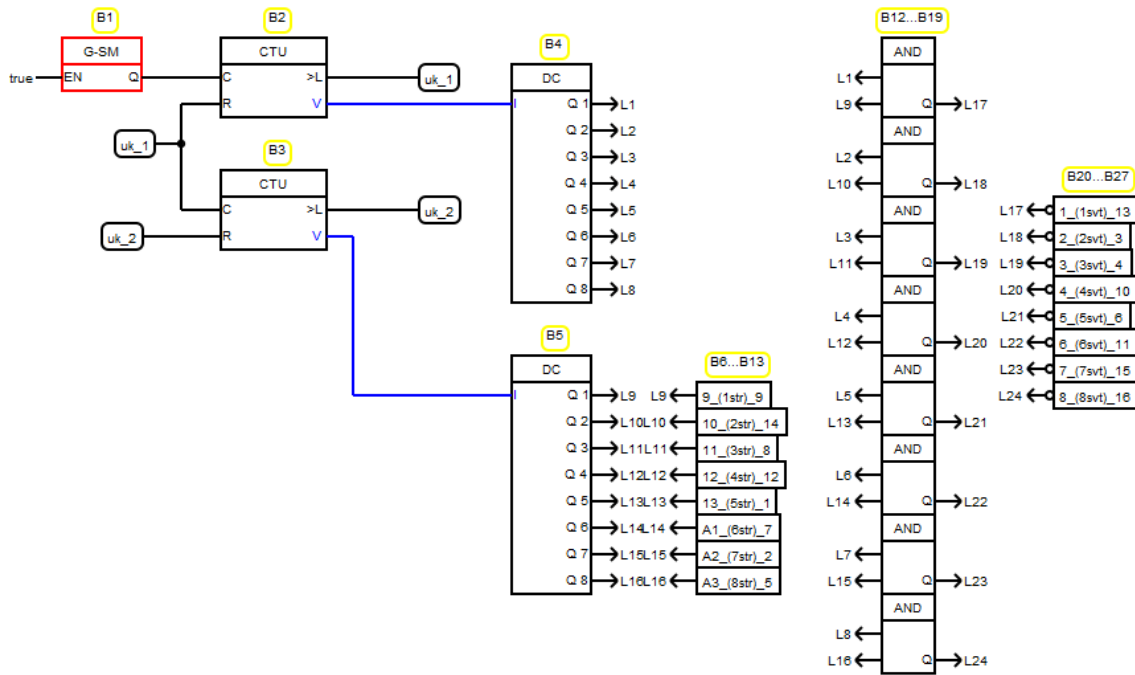 B1
G-SM
true
EN
Q
B2
CTU
C
>L
R
V
uk_1
uk_1
B3
CTU
C
>L
R
V
uk_2
uk_2
B4
DC
I
Q 1
L1
Q 2
L2
Q 3
L3
Q 4
L4
Q 5
L5
Q 6
L6
Q 7
L7
Q 8
L8
B5
DC
I
Q 1
L9
Q 2
L10
Q 3
L11
Q 4
L12
Q 5
L13
Q 6
L14
Q 7
L15
Q 8
L16
B6...B13
L9
9_(1str)_9
L10
10_(2str)_14
L11
11_(3str)_8
L12
12_(4str)_12
L13
13_(5str)_1
L14
A1_(6str)_7
L15
A2_(7str)_2
L16
A3_(8str)_5
B12...B19
AND
L1
L9
Q
L17
AND
L2
L10
Q
L18
AND
L3
L11
Q
L19
AND
L4
L12
Q
L20
AND
L5
L13
Q
L21
AND
L6
L14
Q
L22
AND
L7
L15
Q
L23
AND
L8
L16
Q
L24
B20...B27
L17
1_(1svt)_13
L18
2_(2svt)_3
L19
3_(3svt)_4
L20
4_(4svt)_10
L21
5_(5svt)_6
L22
6_(6svt)_11
L23
7_(7svt)_15
L24
8_(8svt)_16